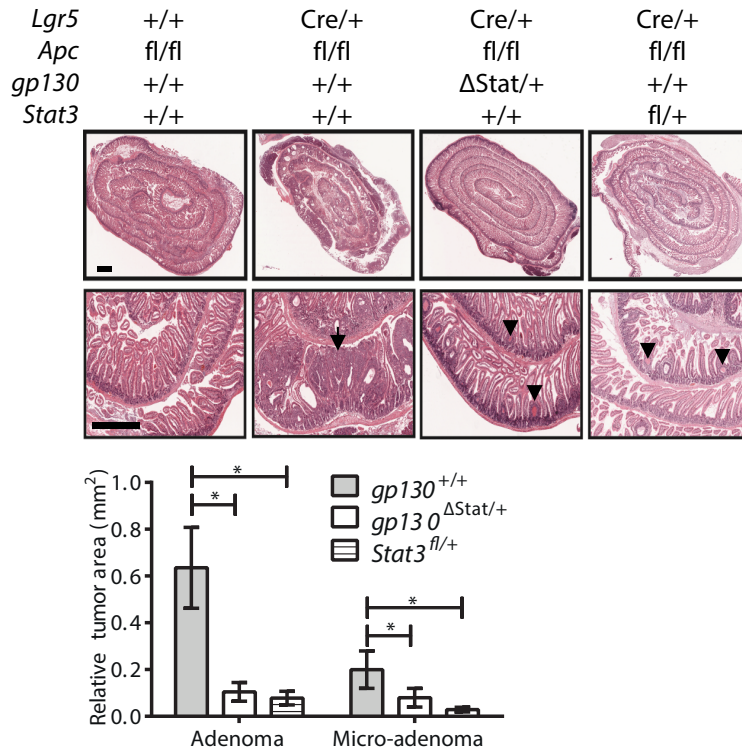 Lgr5 +/+ Cre/+ Cre/+ Cre/+
Apc fl/fl fl/fl fl/fl fl/fl
gp130 +/+ +/+ ΔStat/+ +/+
Stat3 +/+ +/+ +/+ fl/+
Relative tumor area (mm²)
1.0
0.8
0.6
0.4
0.2
0.0
*
*
*
*
gp130+/+
gp13 0ΔStat/+
Stat3fl/+
Adenoma Micro-adenoma